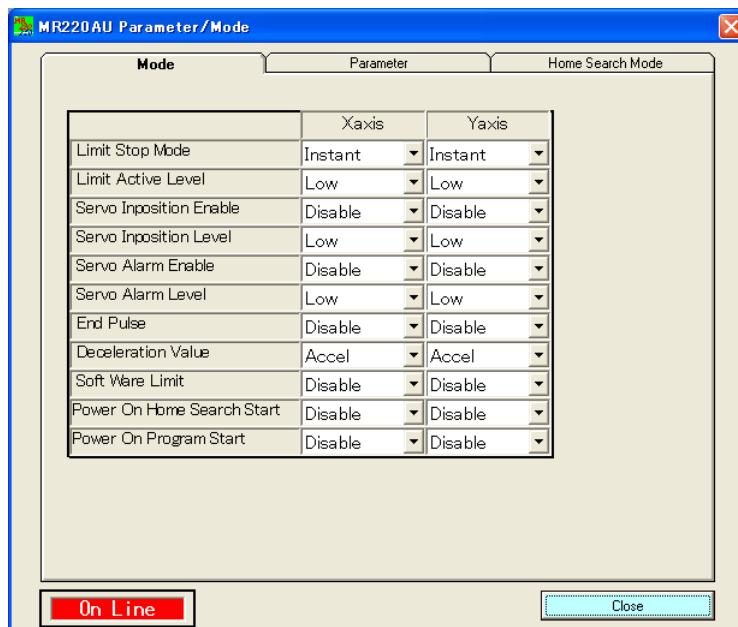 MR220AU Parameter/Mode
Mode Parameter Home Search Mode
Xaxis Yaxis
Limit Stop Mode Instant Instant
Limit Active Level Low Low
Servo Inposition Enable Disable Disable
Servo Inposition Level Low Low
Servo Alarm Enable Disable Disable
Servo Alarm Level Low Low
End Pulse Disable Disable
Deceleration Value Accel Accel
Soft Ware Limit Disable Disable
Power On Home Search Start Disable Disable
Power On Program Start Disable Disable
On Line Close